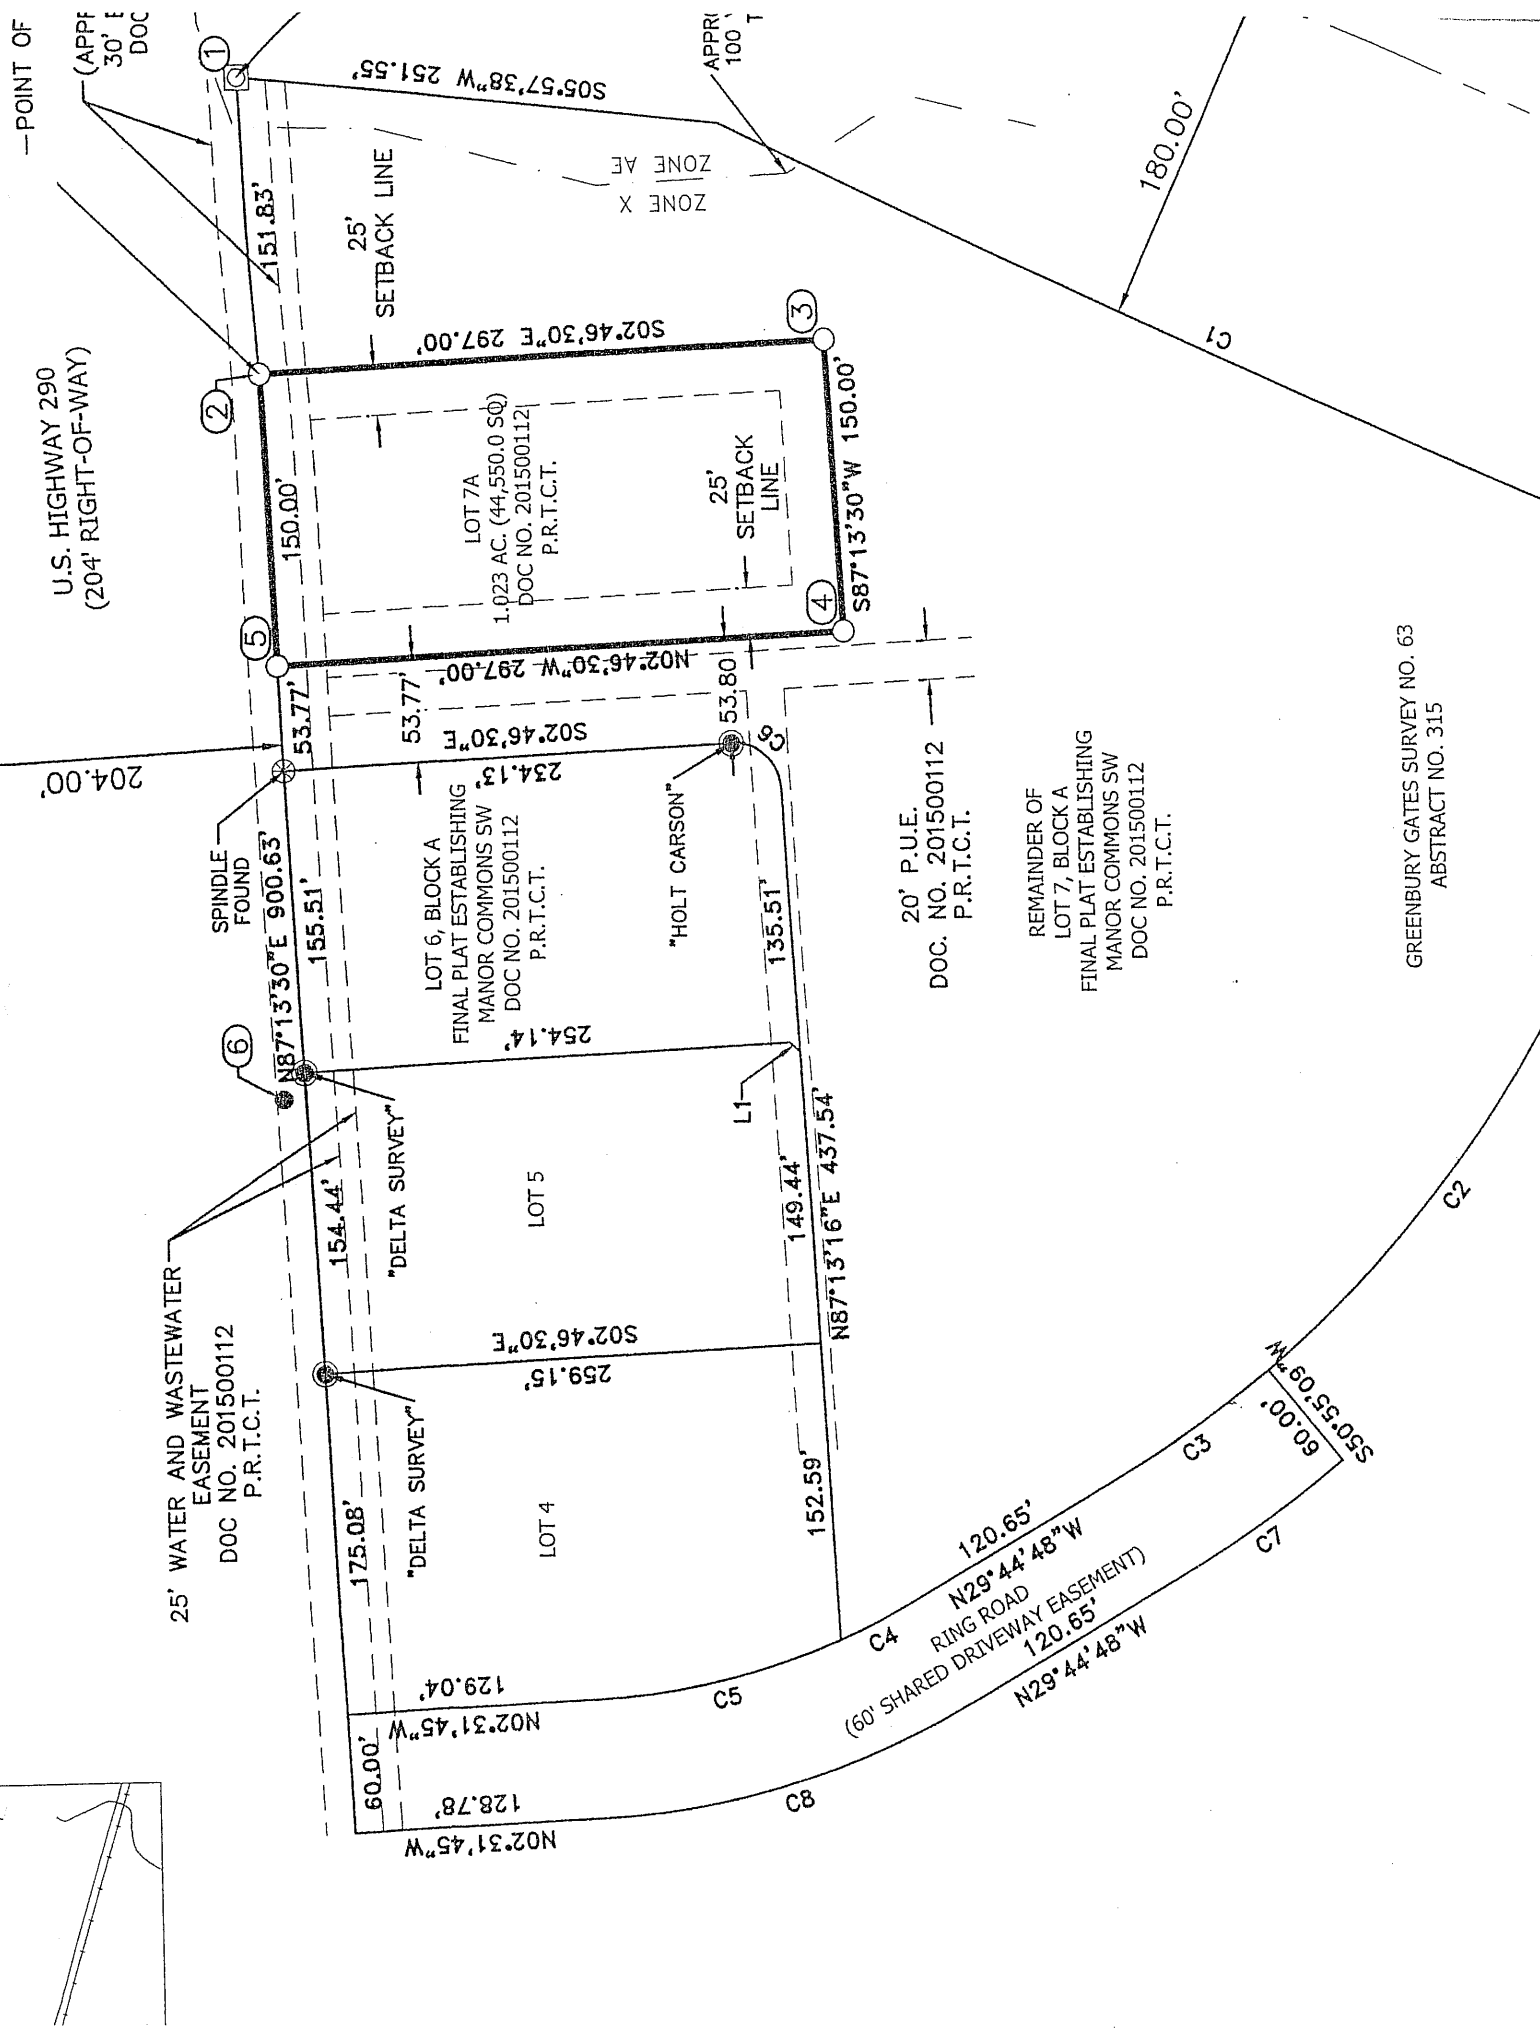 —POINT OF
(APPR
30' E
DOC
1
U.S. HIGHWAY 290
(204' RIGHT-OF-WAY)
2
151.83'
S05°57'38"W 251.55'
APPR
100
T
ZONE AE
ZONE X
25'
SETBACK LINE
180.00'
C1
S02°46'30"E 297.00'
3
150.00'
LOT 7A
1.023 AC. (44,550.0 SQ)
DOC NO. 201500112
P.R.T.C.T.
25'
SETBACK
LINE
S87°13'30"W 150.00'
4
5
N02°46'30"W 297.00'
204.00'
53.77'
53.77'
53.80
SPINDLE
FOUND
S02°46'30"E
234.13'
"HOLT CARSON"
C6
N87°13'30"E 900.63'
155.51'
LOT 6, BLOCK A
FINAL PLAT ESTABLISHING
MANOR COMMONS SW
DOC NO. 201500112
P.R.T.C.T.
135.51'
20' P.U.E.
DOC. NO. 201500112
P.R.T.C.T.
REMAINDER OF
LOT 7, BLOCK A
FINAL PLAT ESTABLISHING
MANOR COMMONS SW
DOC NO. 201500112
P.R.T.C.T.
GREENBURY GATES SURVEY NO. 63
ABSTRACT NO. 315
6
254.14'
L1
"DELTA SURVEY"
154.44'
LOT 5
149.44'
N87°13'16"E 437.54'
C2
25' WATER AND WASTEWATER
EASEMENT
DOC NO. 201500112
P.R.T.C.T.
S02°46'30"E
259.15'
"DELTA SURVEY"
175.08'
LOT 4
152.59'
S50°55'09"W
60.00'
C3
C7
120.65'
N29°44'48"W
RING ROAD
(60' SHARED DRIVEWAY EASEMENT)
120.65'
N29°44'48"W
C4
129.04'
N02°31'45"W
C5
60.00'
128.78'
N02°31'45"W
C8